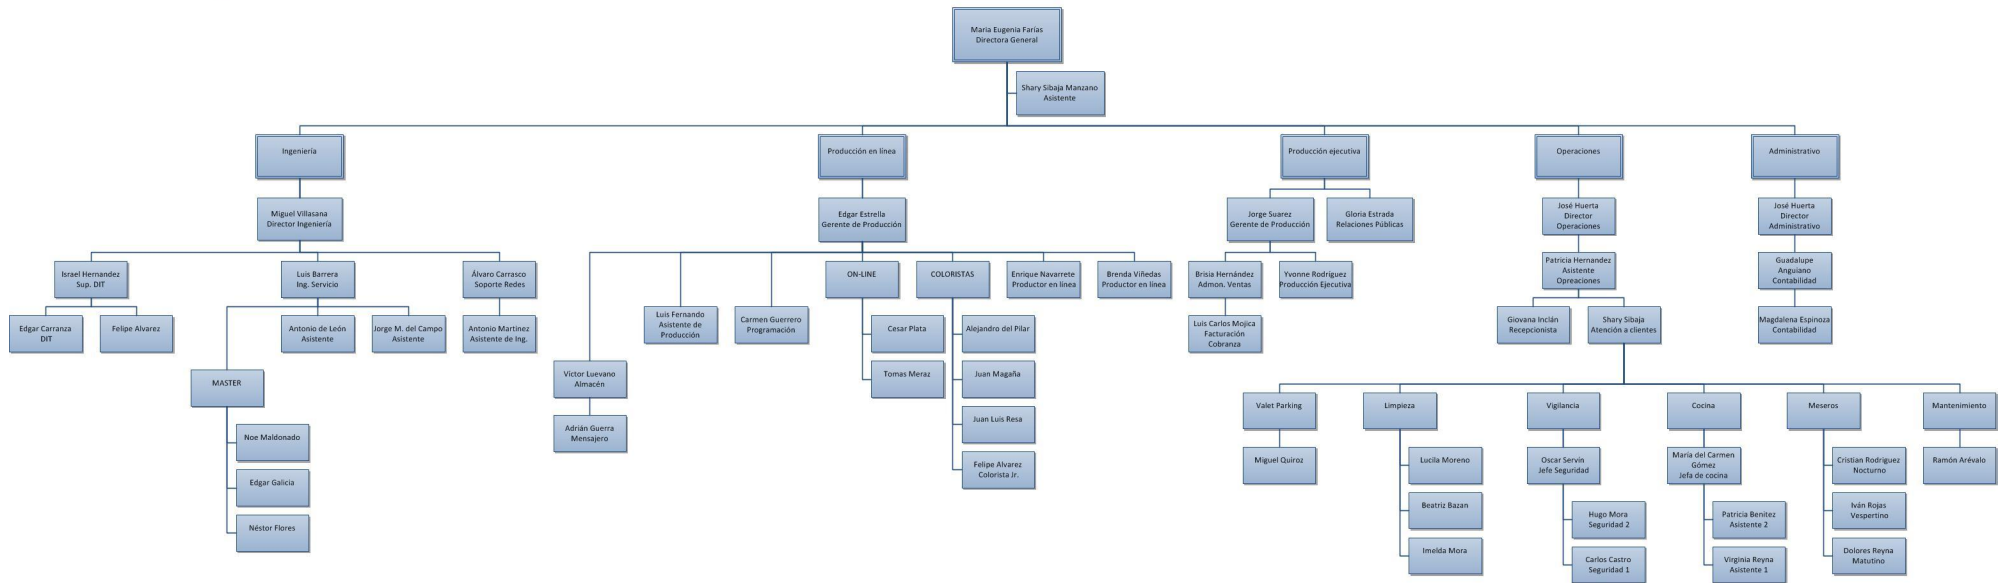 Maria Eugenia Farías
Directora General
Shary Sibaja Manzano
Asistente
Ingeniería
Producción en línea
Producción ejecutiva
Operaciones
Administrativo
Miguel Villasana
Director Ingeniería
Edgar Estrella
Gerente de Producción
Jorge Suarez
Gerente de Producción
Gloria Estrada
Relaciones Públicas
José Huerta
Director
Operaciones
José Huerta
Director
Administrativo
Israel Hernandez
Sup. DIT
Luis Barrera
Ing. Servicio
Álvaro Carrasco
Soporte Redes
ON-LINE
COLORISTAS
Enrique Navarrete
Productor en línea
Brenda Viñedas
Productor en línea
Brisia Hernández
Admon. Ventas
Yvonne Rodríguez
Producción Ejecutiva
Patricia Hernandez
Asistente
Opreaciones
Guadalupe
Anguiano
Contabilidad
Edgar Carranza
DIT
Felipe Alvarez
Antonio de León
Asistente
Jorge M. del Campo
Asistente
Antonio Martinez
Asistente de Ing.
Luis Fernando
Asistente de
Producción
Carmen Guerrero
Programación
Cesar Plata
Alejandro del Pilar
Luis Carlos Mojica
Facturación
Cobranza
Giovana Inclán
Recepcionista
Shary Sibaja
Atención a clientes
Magdalena Espinoza
Contabilidad
MASTER
Victor Luevano
Almacén
Tomas Meraz
Juan Magaña
Valet Parking
Limpieza
Vigilancia
Cocina
Meseros
Mantenimiento
Noe Maldonado
Adrián Guerra
Mensajero
Juan Luis Resa
Edgar Galicia
Felipe Alvarez
Colorista Jr.
Miguel Quiroz
Lucila Moreno
Oscar Servín
Jefe Seguridad
María del Carmen
Gómez
Jefa de cocina
Cristian Rodriguez
Nocturno
Ramón Arévalo
Néstor Flores
Beatriz Bazan
Hugo Mora
Seguridad 2
Patricia Benitez
Asistente 2
Iván Rojas
Vespertino
Imelda Mora
Carlos Castro
Seguridad 1
Virginia Reyna
Asistente 1
Dolores Reyna
Matutino